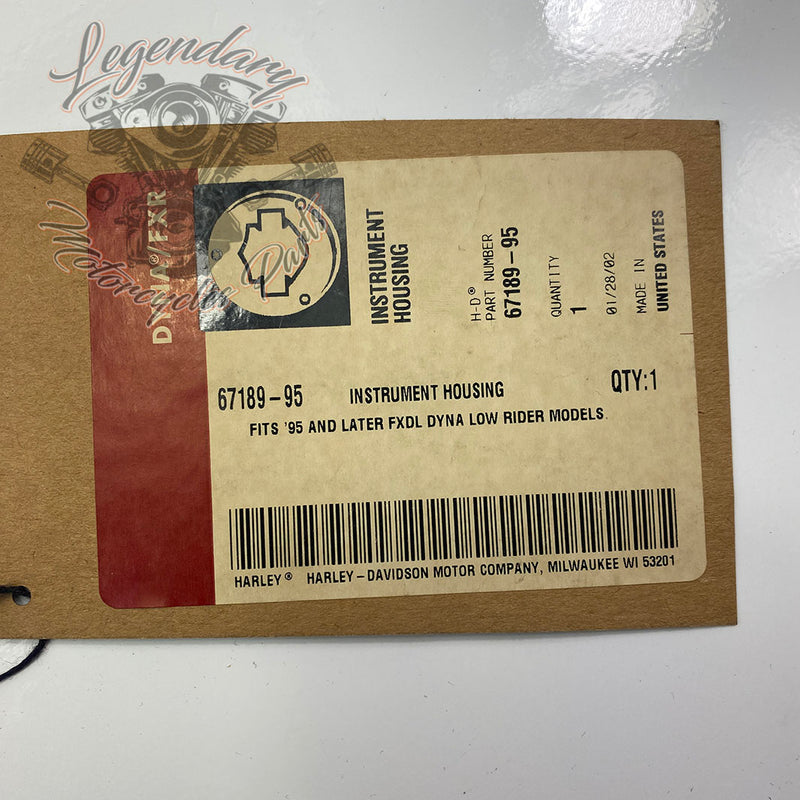 Legendary
Motorcycles Parts
DYNA®/FXR
INSTRUMENT
HOUSING
H-D®
PART NUMBER
67189-95
QUANTITY
1
01/28/02
MADE IN
UNITED STATES
67189-95 INSTRUMENT HOUSING QTY:1
FITS '95 AND LATER FXDL DYNA LOW RIDER MODELS
HARLEY® HARLEY-DAVIDSON MOTOR COMPANY, MILWAUKEE WI 53201